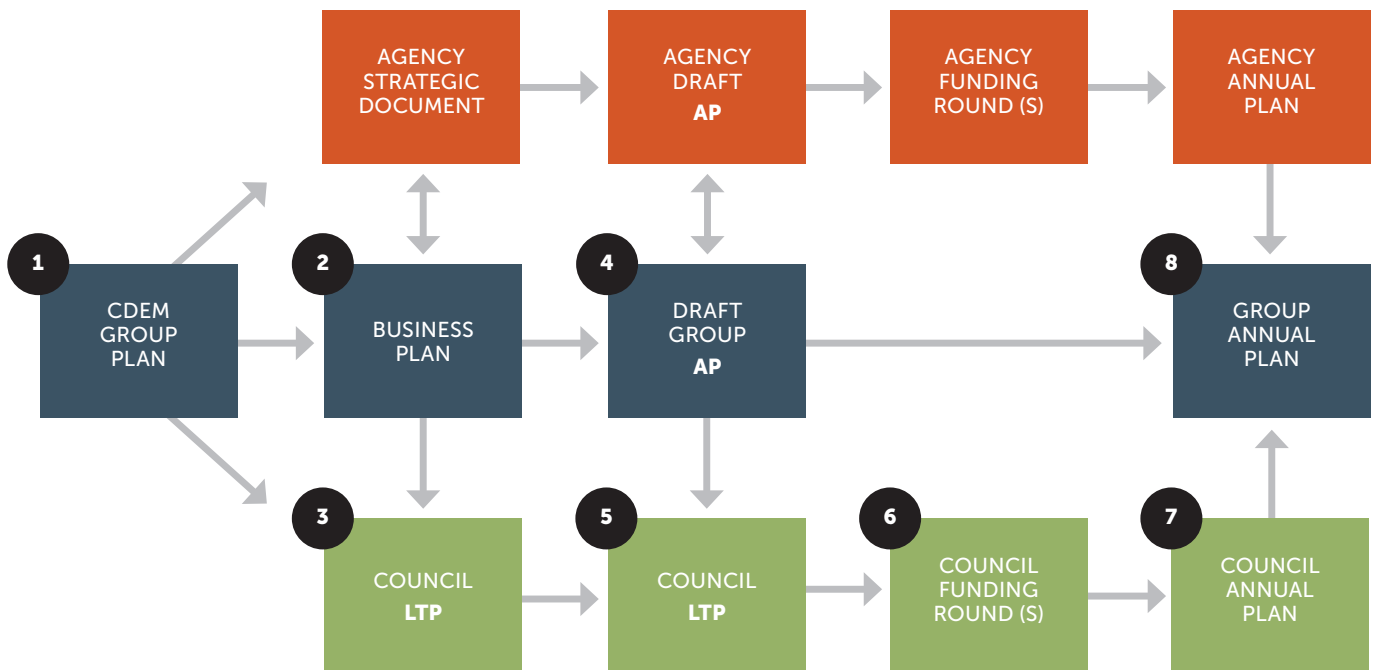 AGENCY
STRATEGIC
DOCUMENT
AGENCY
DRAFT
AP
AGENCY
FUNDING
ROUND (S)
AGENCY
ANNUAL
PLAN
1
CDEM
GROUP
PLAN
2
BUSINESS
PLAN
4
DRAFT
GROUP
AP
8
GROUP
ANNUAL
PLAN
3
COUNCIL
LTP
5
COUNCIL
LTP
6
COUNCIL
FUNDING
ROUND (S)
7
COUNCIL
ANNUAL
PLAN